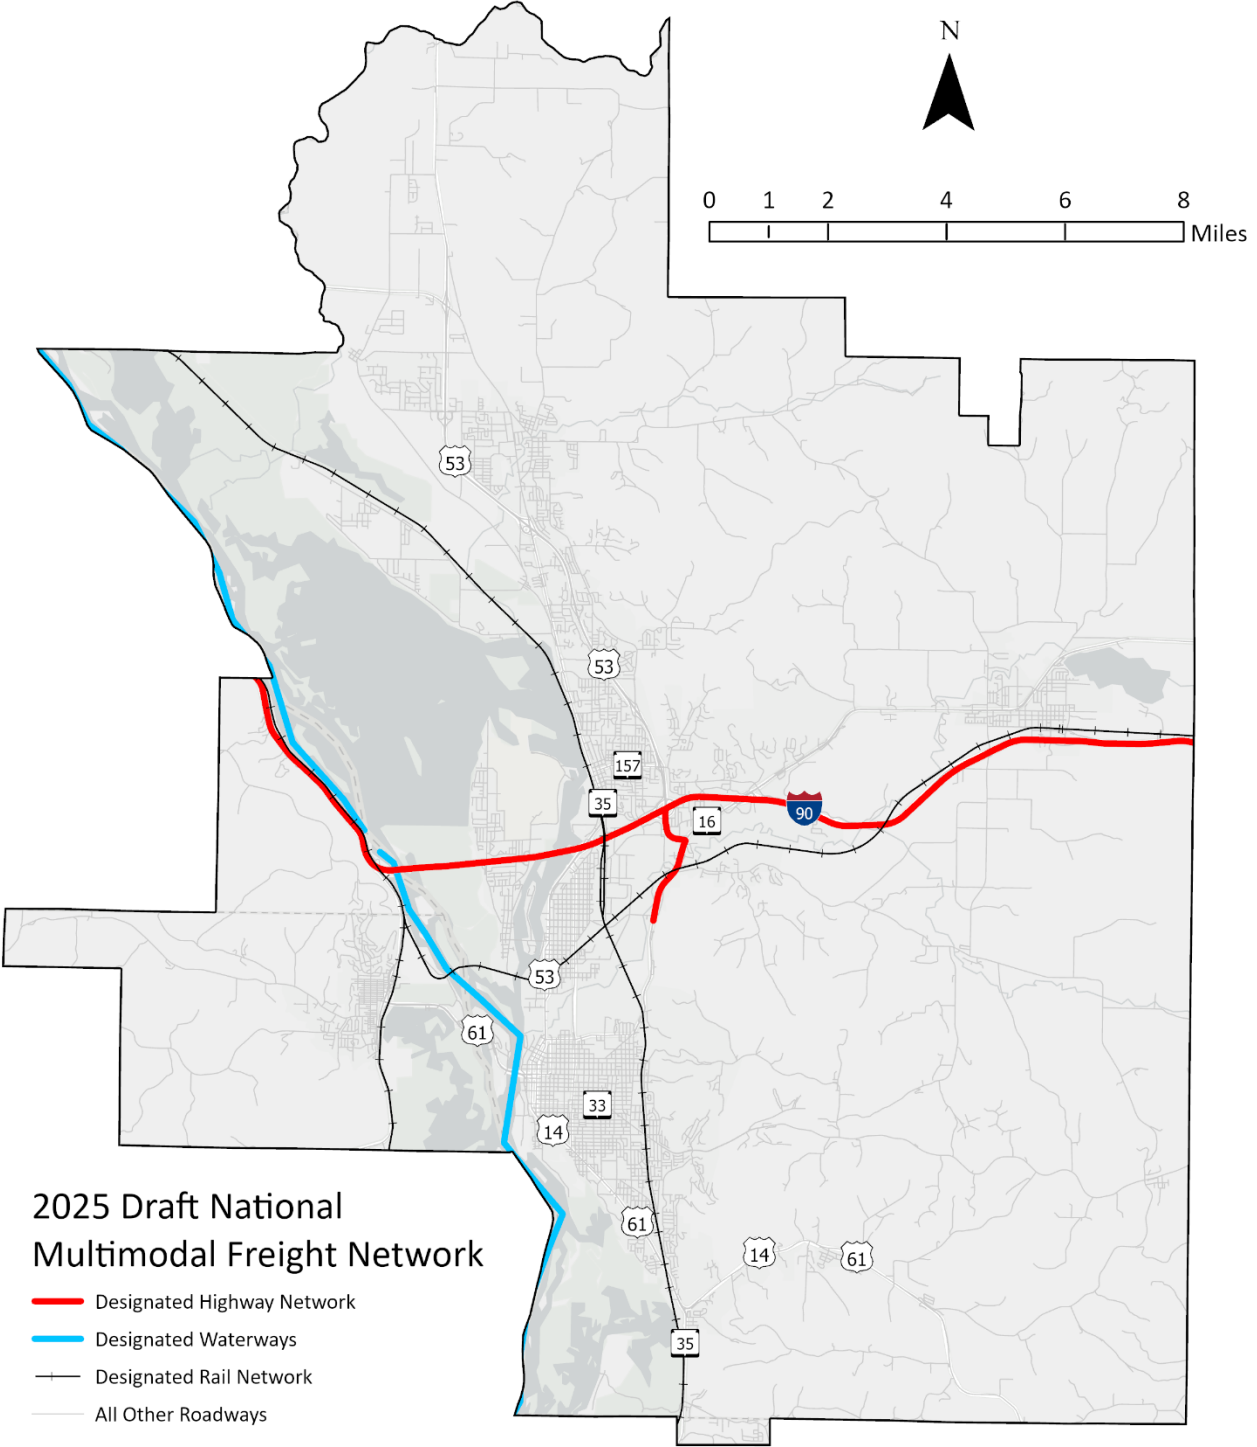 N
0 1 2 4 6 8
Miles
53
53
157
35
90
16
53
61
33
14
61
14
61
35
2025 Draft National
Multimodal Freight Network
Designated Highway Network
Designated Waterways
Designated Rail Network
All Other Roadways